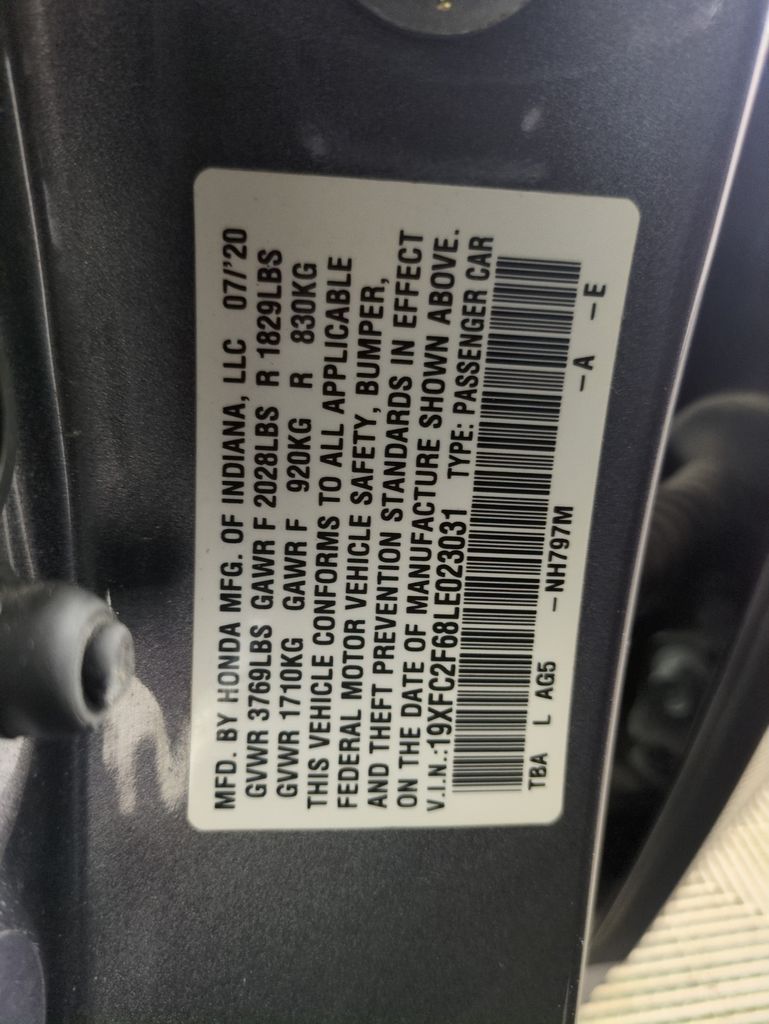 MFD. BY HONDA MFG. OF INDIANA, LLC 07/'20
GVWR 3769LBS GAWR F 2028LBS R 1829LBS
GVWR 1710KG GAWR F 920KG R 830KG
THIS VEHICLE CONFORMS TO ALL APPLICABLE
FEDERAL MOTOR VEHICLE SAFETY, BUMPER,
AND THEFT PREVENTION STANDARDS IN EFFECT
ON THE DATE OF MANUFACTURE SHOWN ABOVE.
V.I.N.:19XFC2F68LE023031 TYPE: PASSENGER CAR
TBA L AG5 -NH797M -A -E